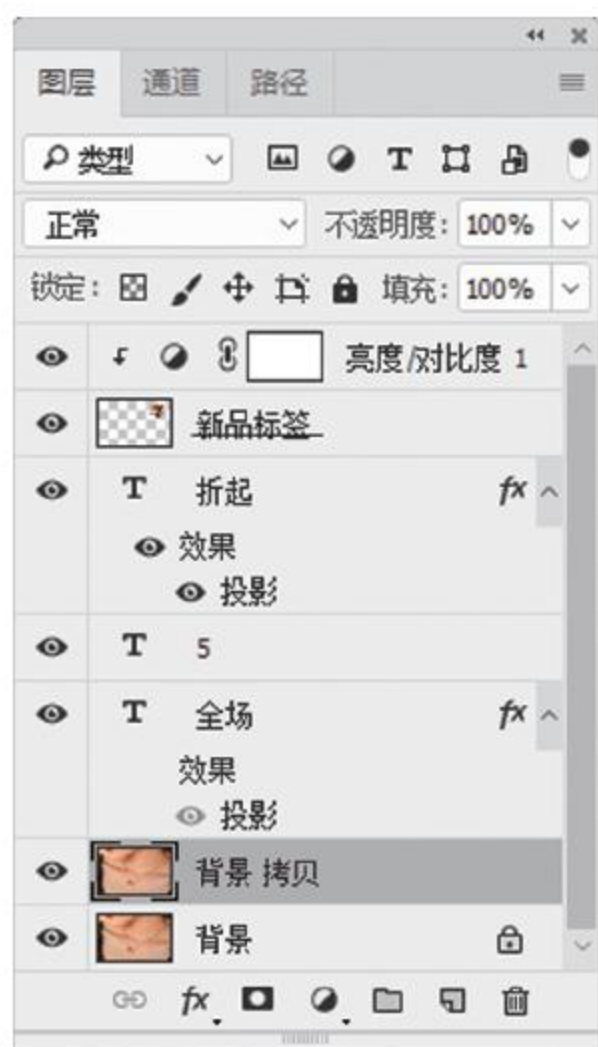 图层 通道 路径
类型 T
正常 不透明度: 100%
锁定: 填充: 100%
亮度/对比度 1
新品标签
T 折起 fx
效果
投影
T 5
T 全场 fx
效果
投影
背景 拷贝
背景
fx